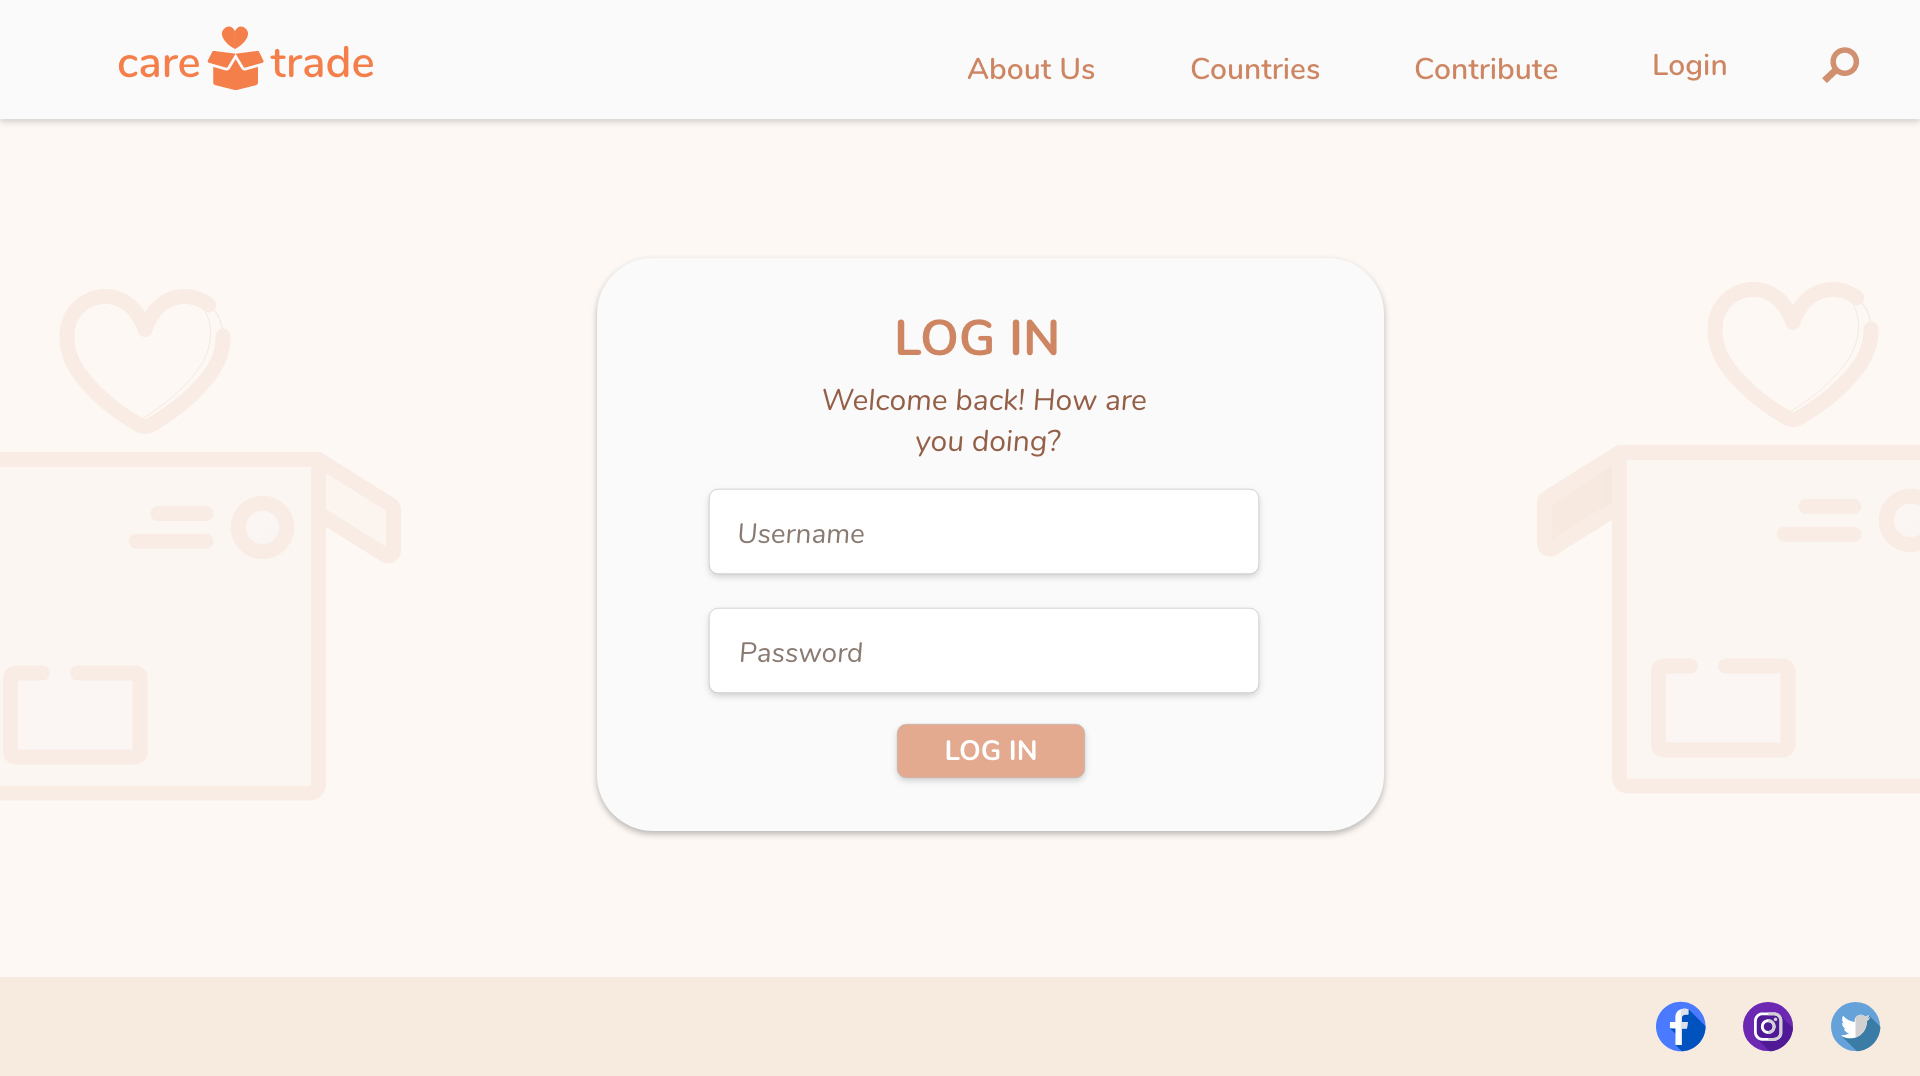 care trade
About Us
Countries
Contribute
Login
LOG IN
Welcome back! How are
you doing?
Username
Password
LOG IN